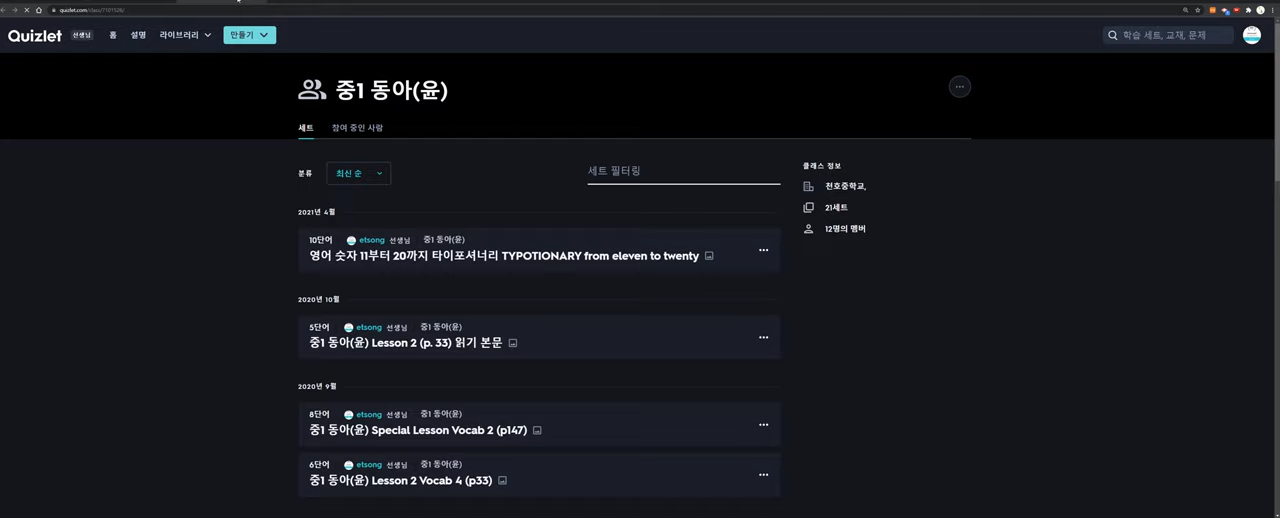 quizlet.com/class/7191526/
Quizlet 선생님 홈 설명 라이브러리 만들기 학습 세트, 교재, 문제
중1 동아(윤)
세트 참여 중인 사람
분류 최신 순 세트 필터링
클래스 정보
천호중학교,
21세트
12명의 멤버
2021년 4월
10단어 etsong 선생님 중1 동아(윤)
영어 숫자 11부터 20까지 타이포셔너리 TYPOTIONARY from eleven to twenty
2020년 10월
5단어 etsong 선생님 중1 동아(윤)
중1 동아(윤) Lesson 2 (p. 33) 읽기 본문
2020년 9월
8단어 etsong 선생님 중1 동아(윤)
중1 동아(윤) Special Lesson Vocab 2 (p147)
6단어 etsong 선생님 중1 동아(윤)
중1 동아(윤) Lesson 2 Vocab 4 (p33)